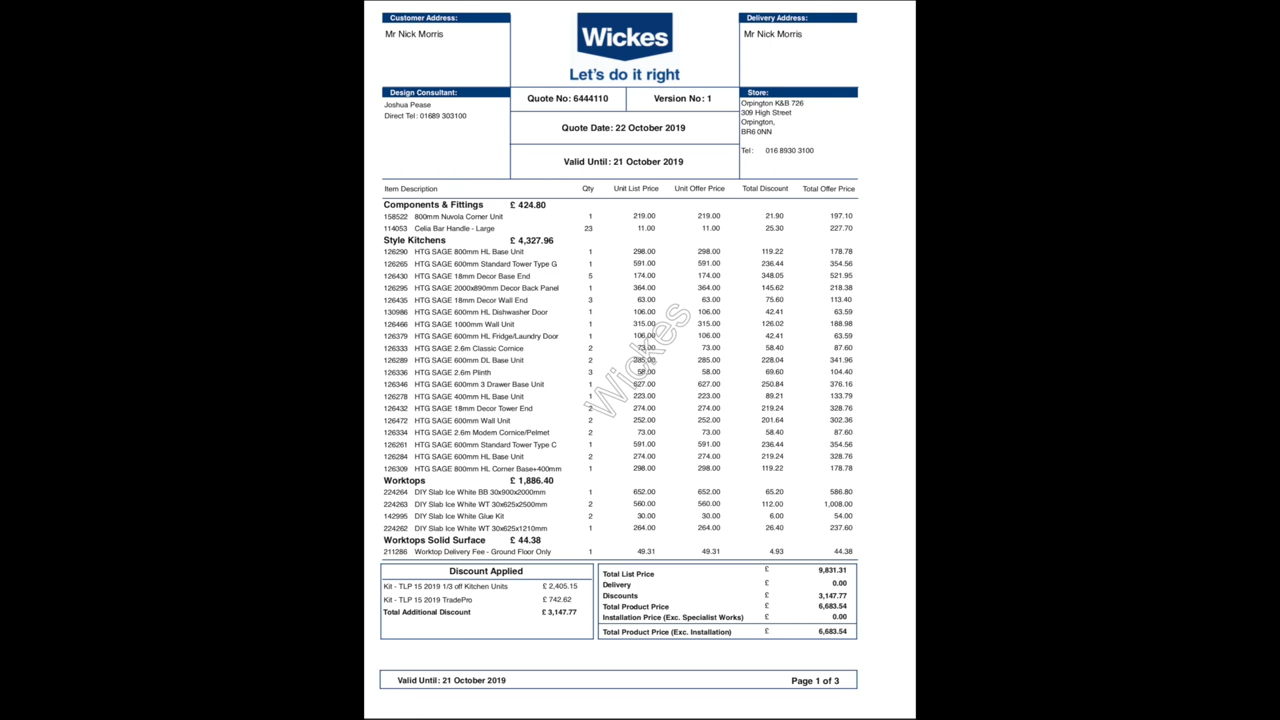 Customer Address:
Mr Nick Morris
Wickes
Let's do it right
Delivery Address:
Mr Nick Morris
Design Consultant:
Joshua Pease
Direct Tel : 01689 303100
Quote No: 6444110 Version No: 1
Quote Date: 22 October 2019
Valid Until: 21 October 2019
Store:
Orpington K&B 726
309 High Street
Orpington,
BR6 0NN
Tel : 016 8930 3100
Item Description Qty Unit List Price Unit Offer Price Total Discount Total Offer Price
Components & Fittings £ 424.80
158522 800mm Nuvola Corner Unit 1 219.00 219.00 21.90 197.10
114053 Celia Bar Handle - Large 23 11.00 11.00 25.30 227.70
Style Kitchens £ 4,327.96
126290 HTG SAGE 800mm HL Base Unit 1 298.00 298.00 119.22 178.78
126265 HTG SAGE 600mm Standard Tower Type G 1 591.00 591.00 236.44 354.56
126430 HTG SAGE 18mm Decor Base End 5 174.00 174.00 348.05 521.95
126295 HTG SAGE 2000x890mm Decor Back Panel 1 364.00 364.00 145.62 218.38
126435 HTG SAGE 18mm Decor Wall End 3 63.00 63.00 75.60 113.40
130986 HTG SAGE 600mm HL Dishwasher Door 1 106.00 106.00 42.41 63.59
126466 HTG SAGE 1000mm Wall Unit 1 315.00 315.00 126.02 188.98
126379 HTG SAGE 600mm HL Fridge/Laundry Door 1 106.00 106.00 42.41 63.59
126333 HTG SAGE 2.6m Classic Cornice 2 73.00 73.00 58.40 87.60
126289 HTG SAGE 600mm DL Base Unit 2 285.00 285.00 228.04 341.96
126336 HTG SAGE 2.6m Plinth 3 58.00 58.00 69.60 104.40
126346 HTG SAGE 600mm 3 Drawer Base Unit 1 627.00 627.00 250.84 376.16
126278 HTG SAGE 400mm HL Base Unit 1 223.00 223.00 89.21 133.79
126432 HTG SAGE 18mm Decor Tower End 2 274.00 274.00 219.24 328.76
126472 HTG SAGE 600mm Wall Unit 2 252.00 252.00 201.64 302.36
126334 HTG SAGE 2.6m Modern Cornice/Pelmet 2 73.00 73.00 58.40 87.60
126261 HTG SAGE 600mm Standard Tower Type C 1 591.00 591.00 236.44 354.56
126284 HTG SAGE 600mm HL Base Unit 2 274.00 274.00 219.24 328.76
126309 HTG SAGE 800mm HL Corner Base+400mm 1 298.00 298.00 119.22 178.78
Worktops £ 1,886.40
224264 DIY Slab Ice White BB 30x900x2000mm 1 652.00 652.00 65.20 586.80
224263 DIY Slab Ice White WT 30x625x2500mm 2 560.00 560.00 112.00 1,008.00
142995 DIY Slab Ice White Glue Kit 2 30.00 30.00 6.00 54.00
224262 DIY Slab Ice White WT 30x625x1210mm 1 264.00 264.00 26.40 237.60
Worktops Solid Surface £ 44.38
211286 Worktop Delivery Fee - Ground Floor Only 1 49.31 49.31 4.93 44.38
Wickes
Discount Applied
Kit - TLP 15 2019 1/3 off Kitchen Units £ 2,405.15
Kit - TLP 15 2019 TradePro £ 742.62
Total Additional Discount £ 3,147.77
Total List Price £ 9,831.31
Delivery 0.00
Discounts £ 3,147.77
Total Product Price £ 6,683.54
Installation Price (Exc. Specialist Works) £ 0.00
Total Product Price (Exc. Installation) £ 6,683.54
Valid Until: 21 October 2019 Page 1 of 3